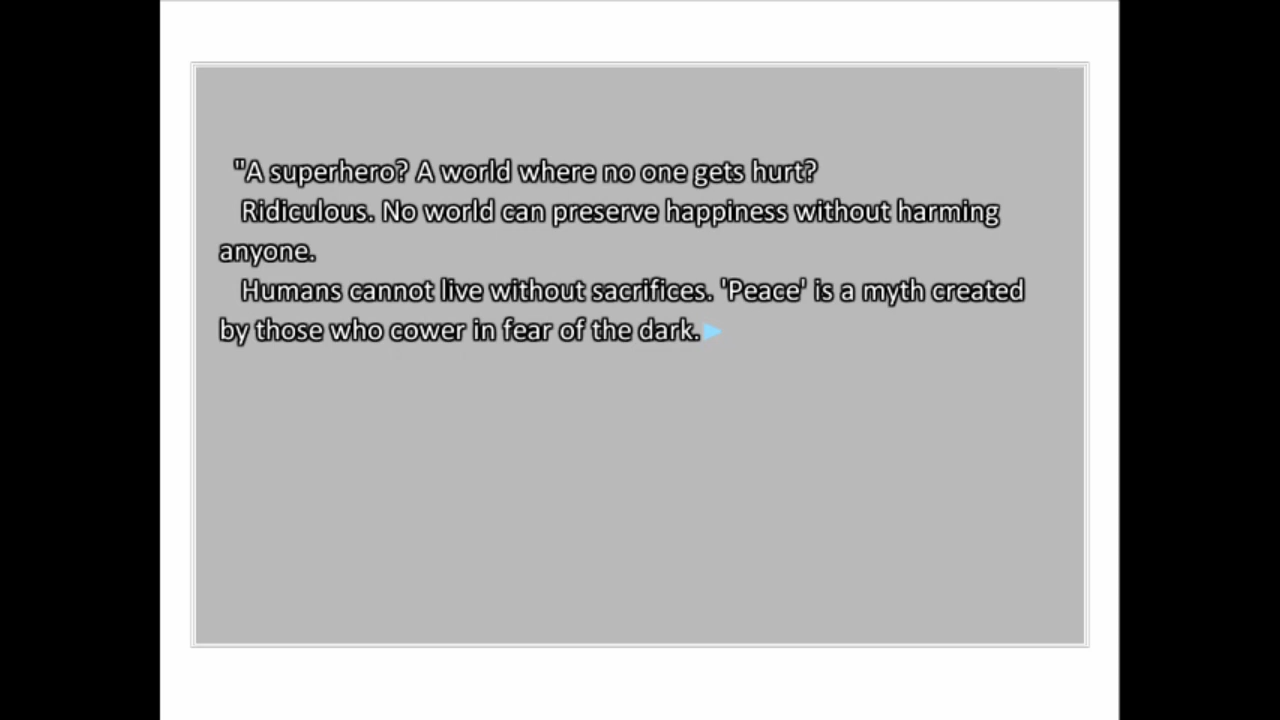 "A superhero? A world where no one gets hurt?
Ridiculous. No world can preserve happiness without harming
anyone.
Humans cannot live without sacrifices. 'Peace' is a myth created
by those who cower in fear of the dark.